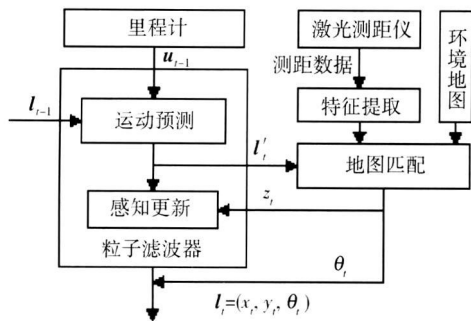 里程计
激光测距仪
环境地图
u_{t-1}
测距数据
l_{t-1}
运动预测
特征提取
l'_t
地图匹配
感知更新
z_t
粒子滤波器
θ_t
l_t=(x_t, y_t, θ_t)